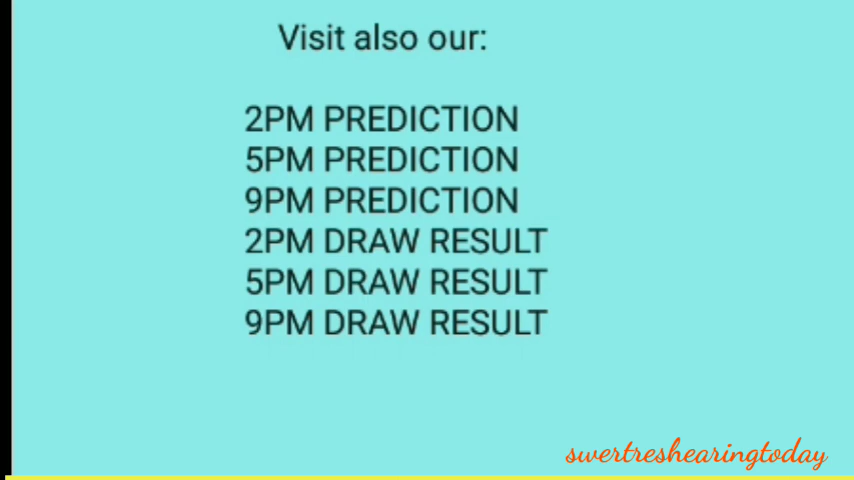 Visit also our:
2PM PREDICTION
5PM PREDICTION
9PM PREDICTION
2PM DRAW RESULT
5PM DRAW RESULT
9PM DRAW RESULT
swertreshearingtoday